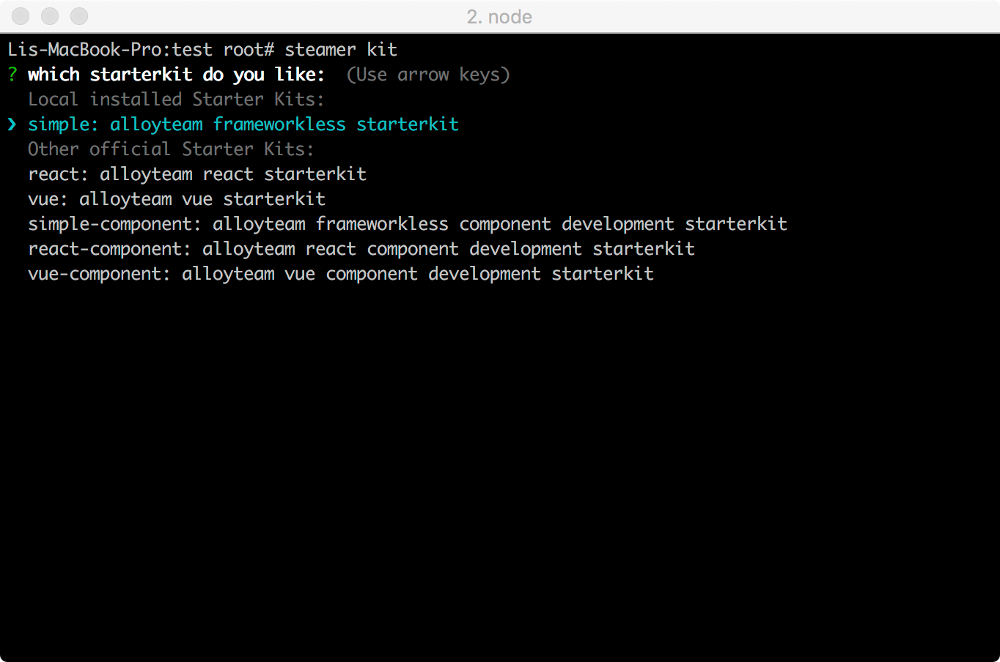 2. node
Lis-MacBook-Pro:test root# steamer kit
? which starterkit do you like:  (Use arrow keys)
  Local installed Starter Kits:
❯ simple: alloyteam frameworkless starterkit
  Other official Starter Kits:
  react: alloyteam react starterkit
  vue: alloyteam vue starterkit
  simple-component: alloyteam frameworkless component development starterkit
  react-component: alloyteam react component development starterkit
  vue-component: alloyteam vue component development starterkit